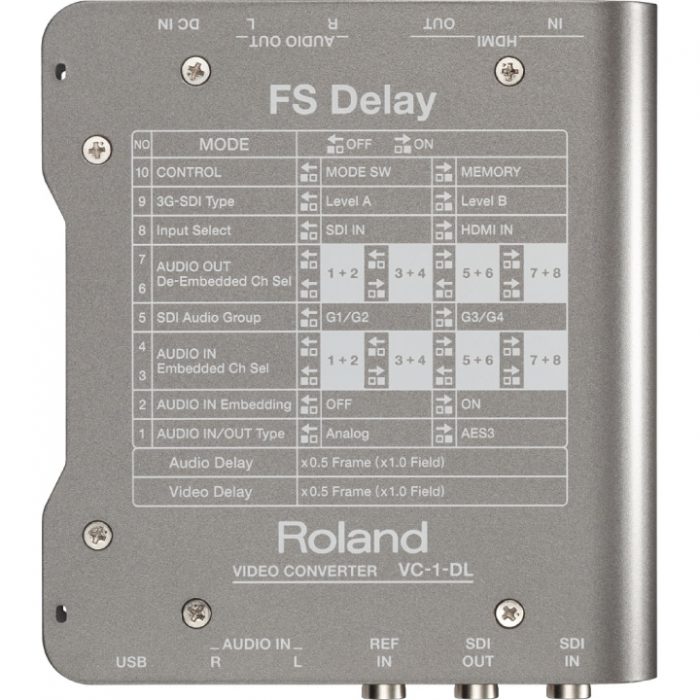 DC IN L R OUT IN
AUDIO OUT HDMI
FS Delay
NO MODE OFF ON
10 CONTROL MODE SW MEMORY
9 3G-SDI Type Level A Level B
8 Input Select SDI IN HDMI IN
7 AUDIO OUT 1 + 2 3 + 4 5 + 6 7 + 8
6 De-Embedded Ch Sel
5 SDI Audio Group G1/G2 G3/G4
4 AUDIO IN 1 + 2 3 + 4 5 + 6 7 + 8
3 Embedded Ch Sel
2 AUDIO IN Embedding OFF ON
1 AUDIO IN/OUT Type Analog AES3
Audio Delay x0.5 Frame (x1.0 Field)
Video Delay x0.5 Frame (x1.0 Field)
Roland
VIDEO CONVERTER VC-1-DL
AUDIO IN REF SDI SDI
USB R L IN OUT IN